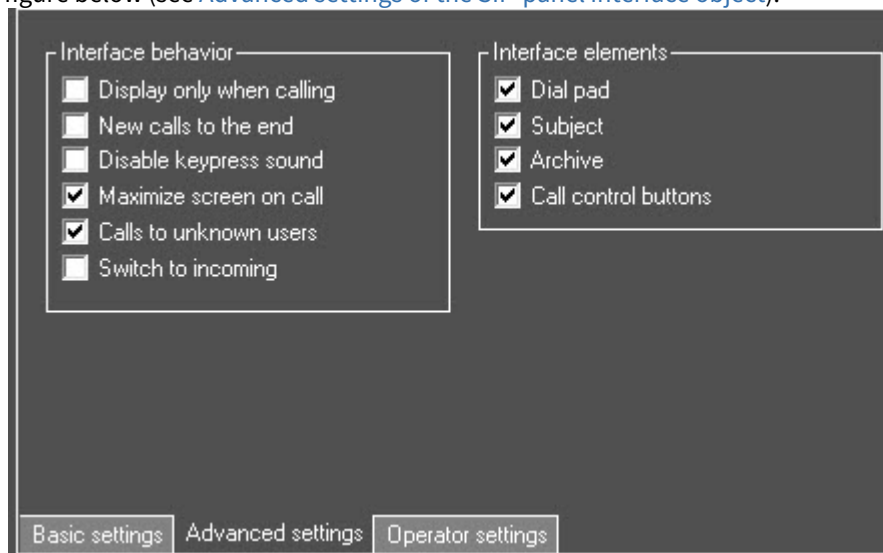 figure below (see Advanced settings of the SIP-panel interface object).
Interface behavior
Display only when calling
New calls to the end
Disable keypress sound
Maximize screen on call
Calls to unknown users
Switch to incoming
Interface elements
Dial pad
Subject
Archive
Call control buttons
Basic settings Advanced settings Operator settings